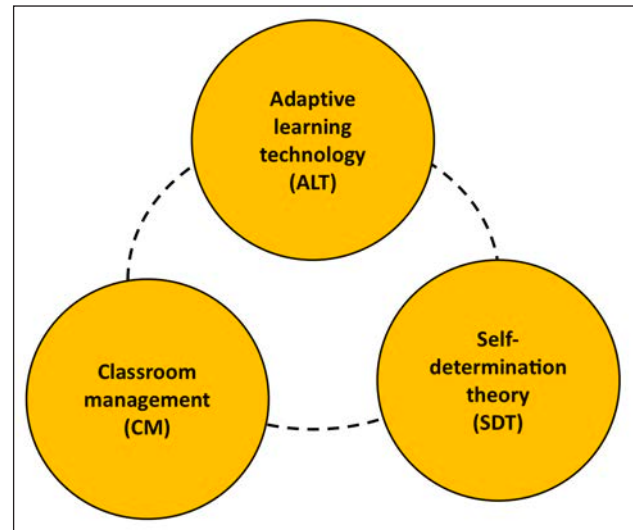 Adaptive
learning
technology
(ALT)
Classroom
management
(CM)
Self-
determination
theory
(SDT)